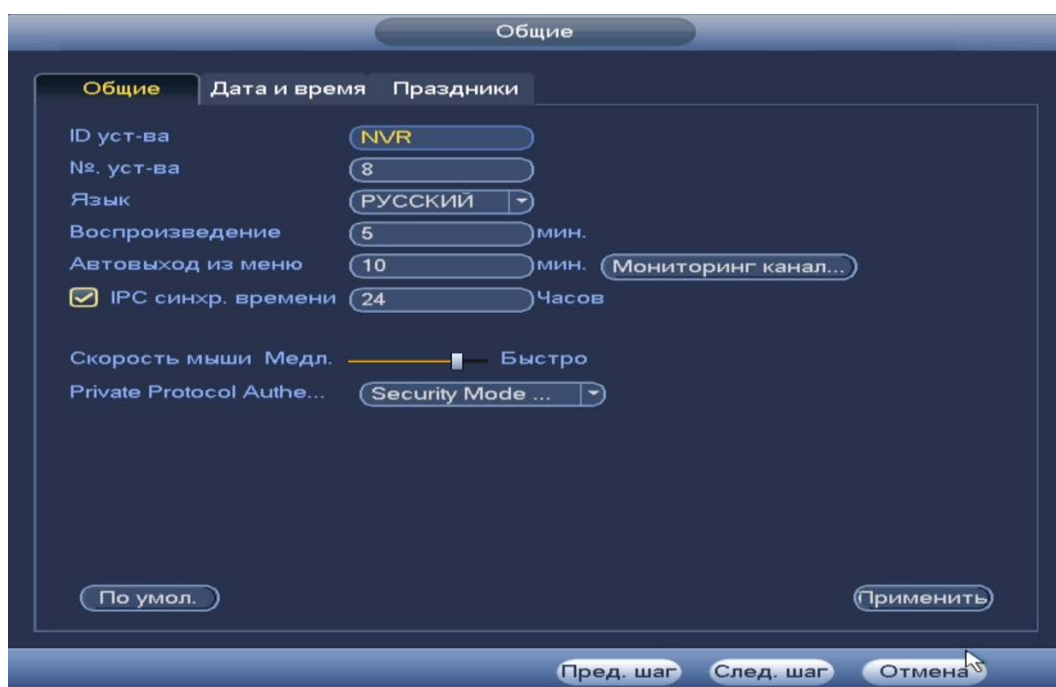 Общие
Общие Дата и время Праздники
ID уст-ва NVR
№. уст-ва 8
Язык РУССКИЙ
Воспроизведение 5 мин.
Автовыход из меню 10 мин. Мониторинг канал...
IPC синхр. времени 24 Часов
Скорость мыши Медл. Быстро
Private Protocol Authe... Security Mode ...
По умол. Применить
Пред. шаг След. шаг Отмена